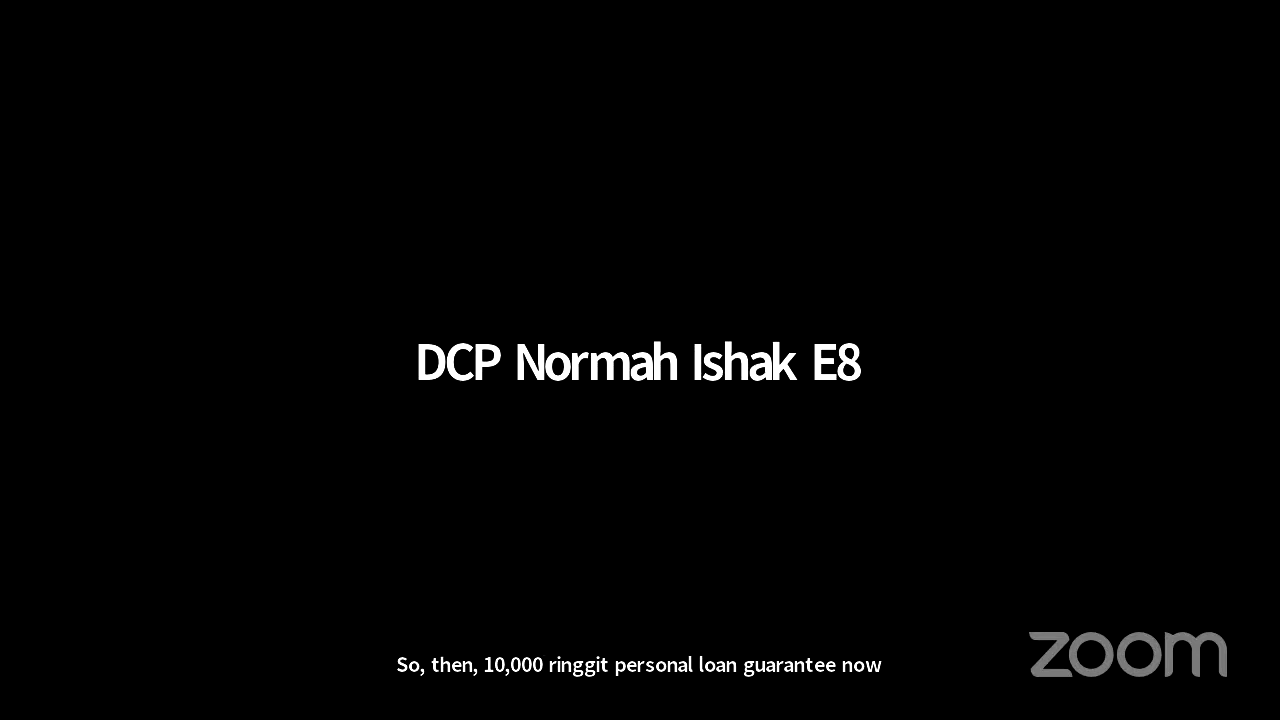 DCP Normah Ishak E8
So, then, 10,000 ringgit personal loan guarantee now
zoom